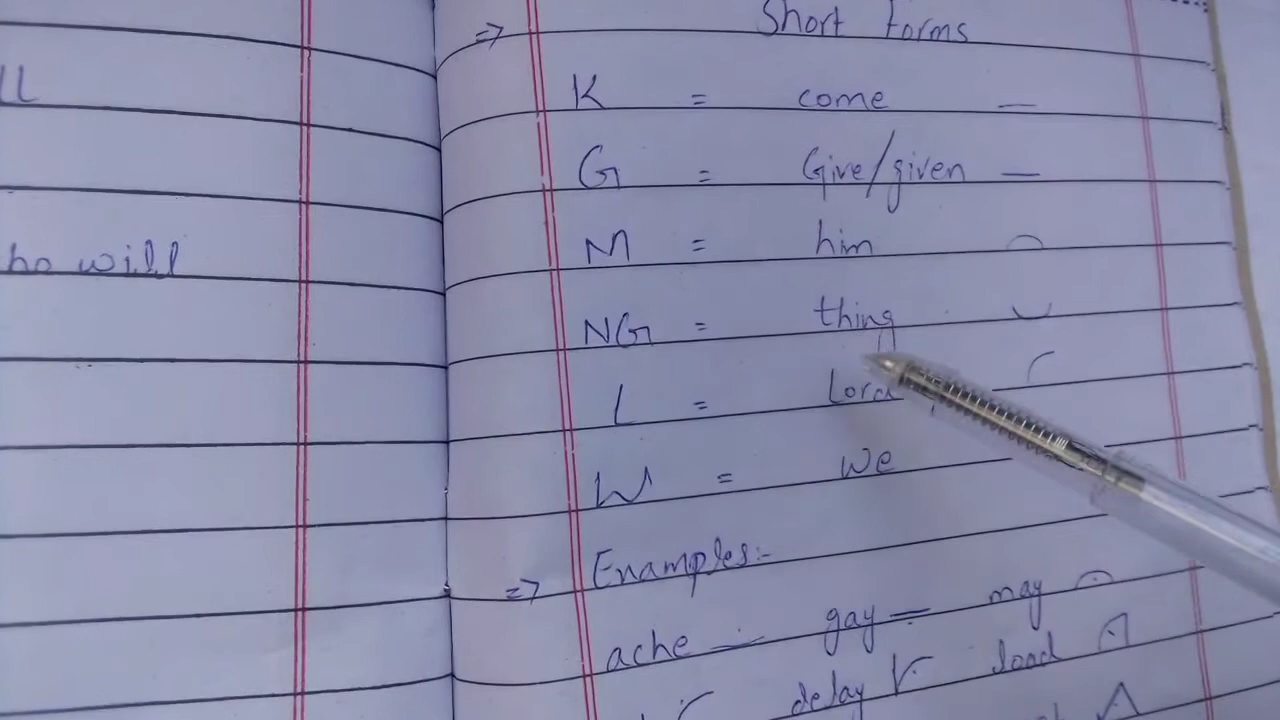 ll
ho will
=> Short Forms
K = come —
G = Give/given —
M = him
NG = thing
L = Lord
W = We
=> Examples:-
ache gay may
delay load